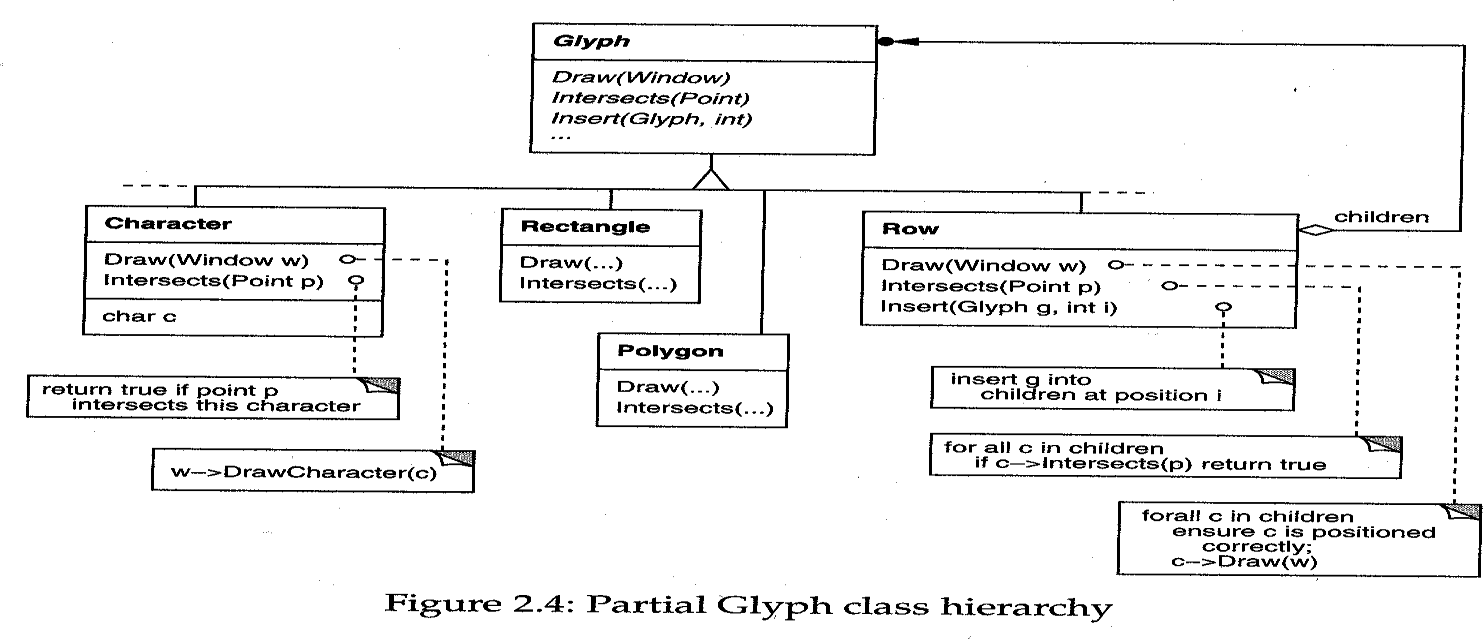 Glyph
Draw(Window)
Intersects(Point)
Insert(Glyph, int)
...
children
Character
Draw(Window w)
Intersects(Point p)
char c
Rectangle
Draw(...)
Intersects(...)
Polygon
Draw(...)
Intersects(...)
Row
Draw(Window w)
Intersects(Point p)
Insert(Glyph g, int i)
return true if point p
intersects this character
w–>DrawCharacter(c)
insert g into
children at position i
for all c in children
if c–>Intersects(p) return true
forall c in children
ensure c is positioned
correctly;
c–>Draw(w)
Figure 2.4: Partial Glyph class hierarchy